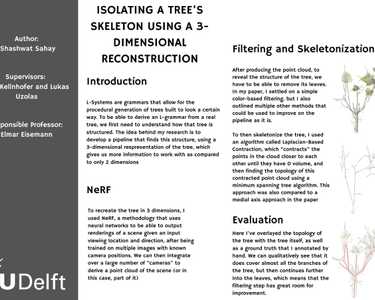 Author:
Shashwat Sahay
Supervisors:
Kellnhofer and Lukas
Uzolas
ponsible Professor:
Elmar Eisemann
UDelft
ISOLATING A TREE'S
SKELETON USING A 3-
DIMENSIONAL
RECONSTRUCTION
Introduction
L-Systems are grammars that allow for the
procedural generation of trees built to look a certain
way. To be able to derive an L-grammar from a real
tree, we first need to understand how that tree is
structured. The idea behind my research is to
develop a pipeline that finds this structure, using a
3-dimensional respresentation of the tree, which
gives us more information to work with as compared
to only 2 dimensions
NeRF
To recreate the tree in 3 dimensions, I
used NeRF, a methodology that uses
neural networks to be able to output
renderings of a scene given an input
viewing location and direction, after being
trained on multiple images with known
camera positions. We can then integrate
over a large number of "cameras" to
derive a point cloud of the scene (or in
this case, part of it)
Filtering and Skeletonization
After producing the point cloud, to
reveal the structure of the tree, we
have to be able to remove its leaves.
In my paper, I settled on a simple
color-based filtering, but I also
outlined multiple other methods that
could be used to improve on the
pipeline as it is.
To then skeletonize the tree, I used
an algorithm called Laplacian-Based
Contraction, which "contracts" the
points in the cloud closer to each
other until they have 0 volume, and
then finding the topology of this
contracted point cloud using a
minimum spanning tree algorithm. This
approach was also compared to a
medial axis approach in the paper
Evaluation
Here I've overlayed the topology of
the tree with the tree itself, as well
as a ground truth that I annotated by
hand. We can qualitatively see that it
does cover almost all the branches of
the tree, but then continues further
into the leaves, which means that the
filtering step has great room for
improvement.